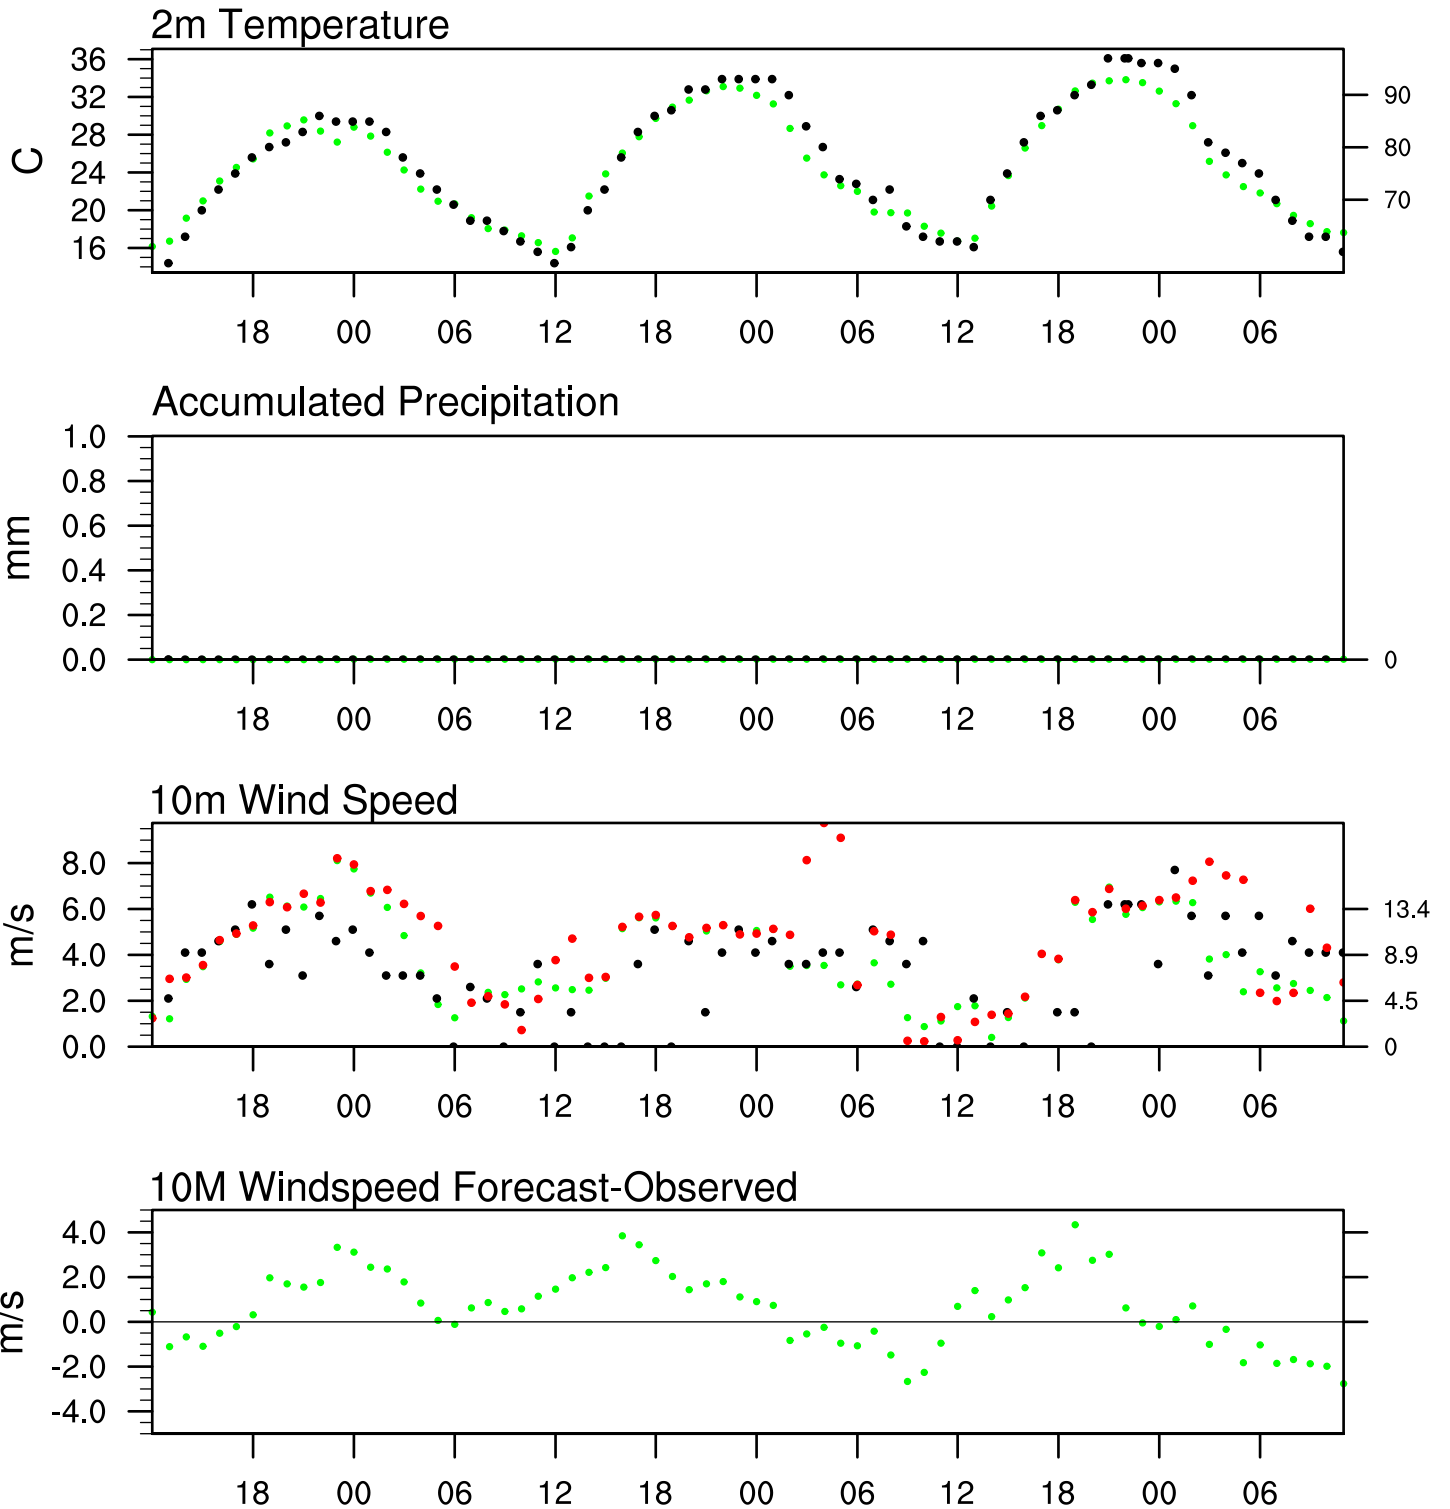 2m Temperature
36
32
28
24
20
16
C
90
80
70
18 00 06 12 18 00 06 12 18 00 06
Accumulated Precipitation
1.0
0.8
0.6
0.4
0.2
0.0
mm
0
18 00 06 12 18 00 06 12 18 00 06
10m Wind Speed
8.0
6.0
4.0
2.0
0.0
m/s
13.4
8.9
4.5
0
18 00 06 12 18 00 06 12 18 00 06
10M Windspeed Forecast-Observed
4.0
2.0
0.0
-2.0
-4.0
m/s
18 00 06 12 18 00 06 12 18 00 06